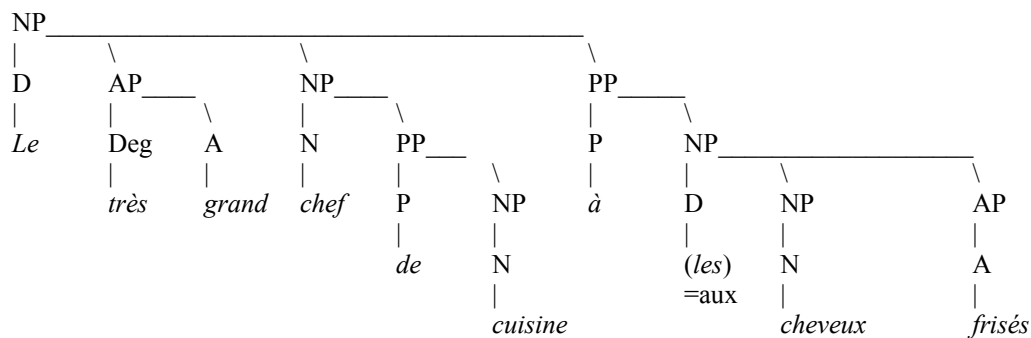 NP
D AP NP PP
Le Deg A N PP P NP
très grand chef P NP à D NP AP
de N (les) N A
cuisine =aux cheveux frisés